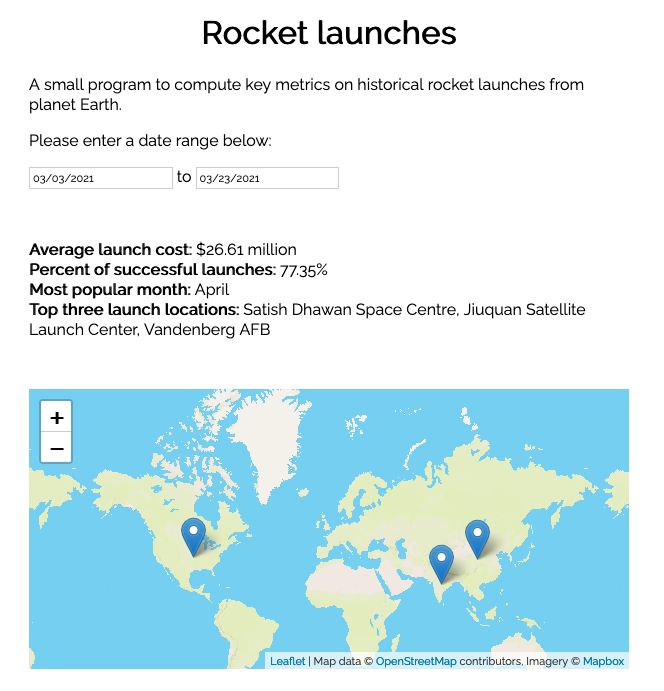 Rocket launches
A small program to compute key metrics on historical rocket launches from
planet Earth.
Please enter a date range below:
03/03/2021 to 03/23/2021
Average launch cost: $26.61 million
Percent of successful launches: 77.35%
Most popular month: April
Top three launch locations: Satish Dhawan Space Centre, Jiuquan Satellite
Launch Center, Vandenberg AFB
+
−
Leaflet | Map data © OpenStreetMap contributors, Imagery © Mapbox